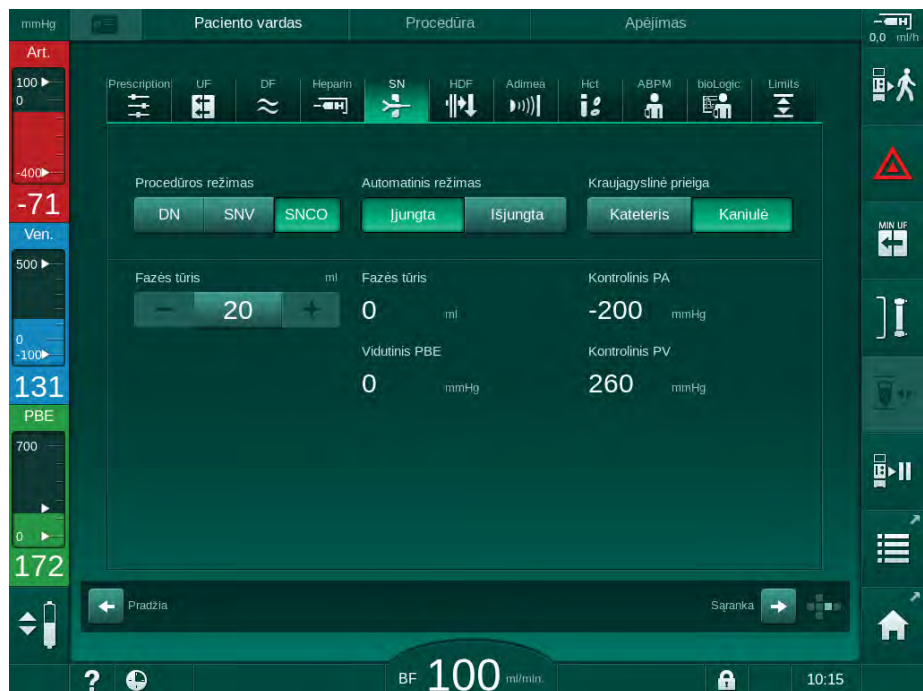 mmHg Paciento vardas Procedūra Apėjimas
0,0 ml/h
Art.
100
0
-400
-71
Ven.
500
0
-100
131
PBE
700
0
172
Prescription UF DF Heparin SN HDF Adimea Hct ABPM bioLogic Limits
Procedūros režimas Automatinis režimas Kraujagyslinė prieiga
DN SNV SNCO Įjungta Išjungta Kateteris Kaniulė
Fazės tūris ml Fazės tūris Kontrolinis PA
20 0 ml -200 mmHg
Vidutinis PBE Kontrolinis PV
0 mmHg 260 mmHg
MIN UF
Pradžia Sąranka
? BF 100 ml/min. 10:15